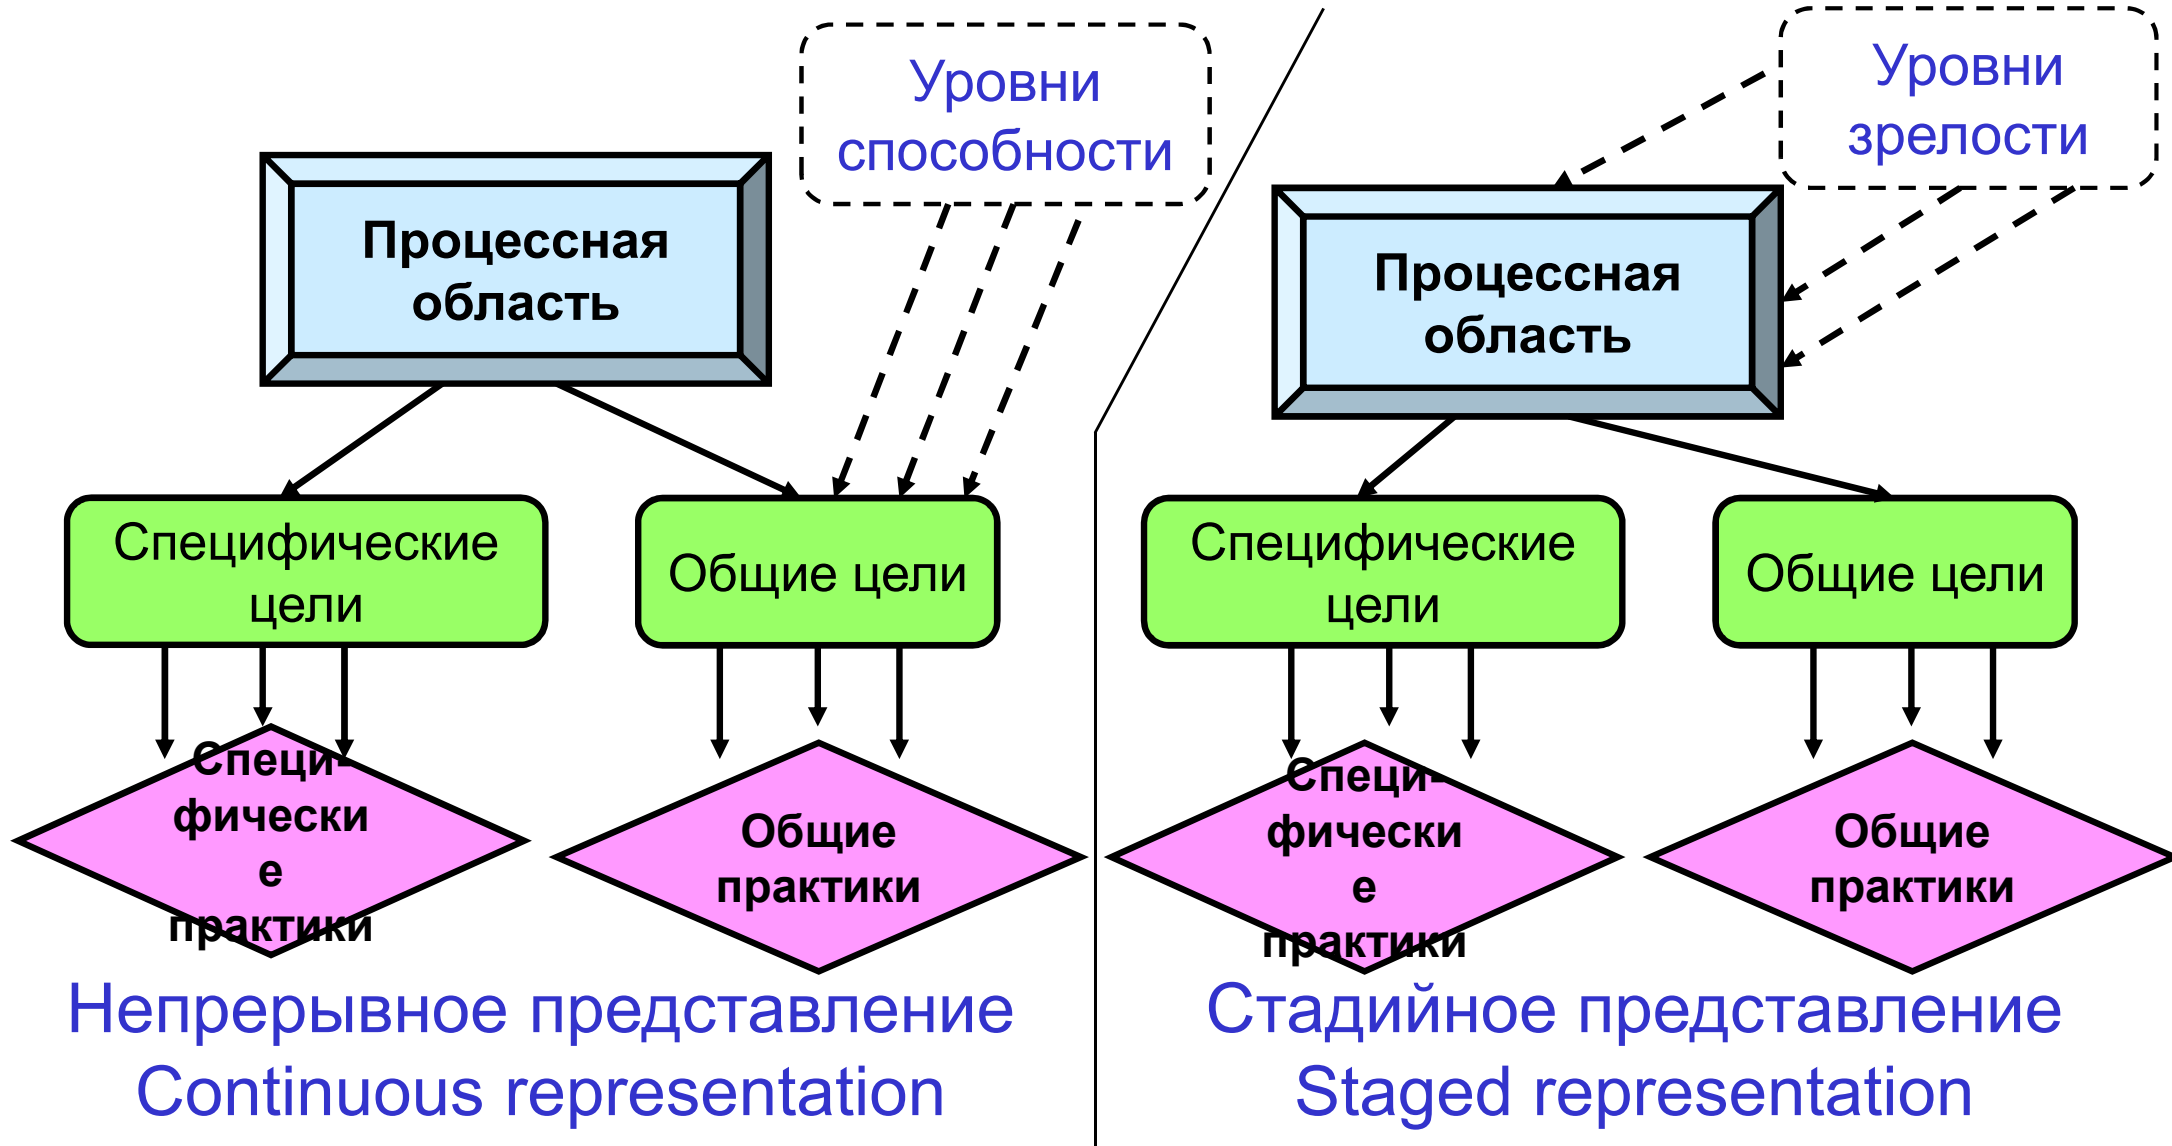 Уровни
способности
Процессная
область
Специфические
цели
Общие цели
Специ-
фически
е
практики
Общие
практики
Непрерывное представление
Continuous representation
Уровни
зрелости
Процессная
область
Специфические
цели
Общие цели
Специ-
фически
е
практики
Общие
практики
Стадийное представление
Staged representation